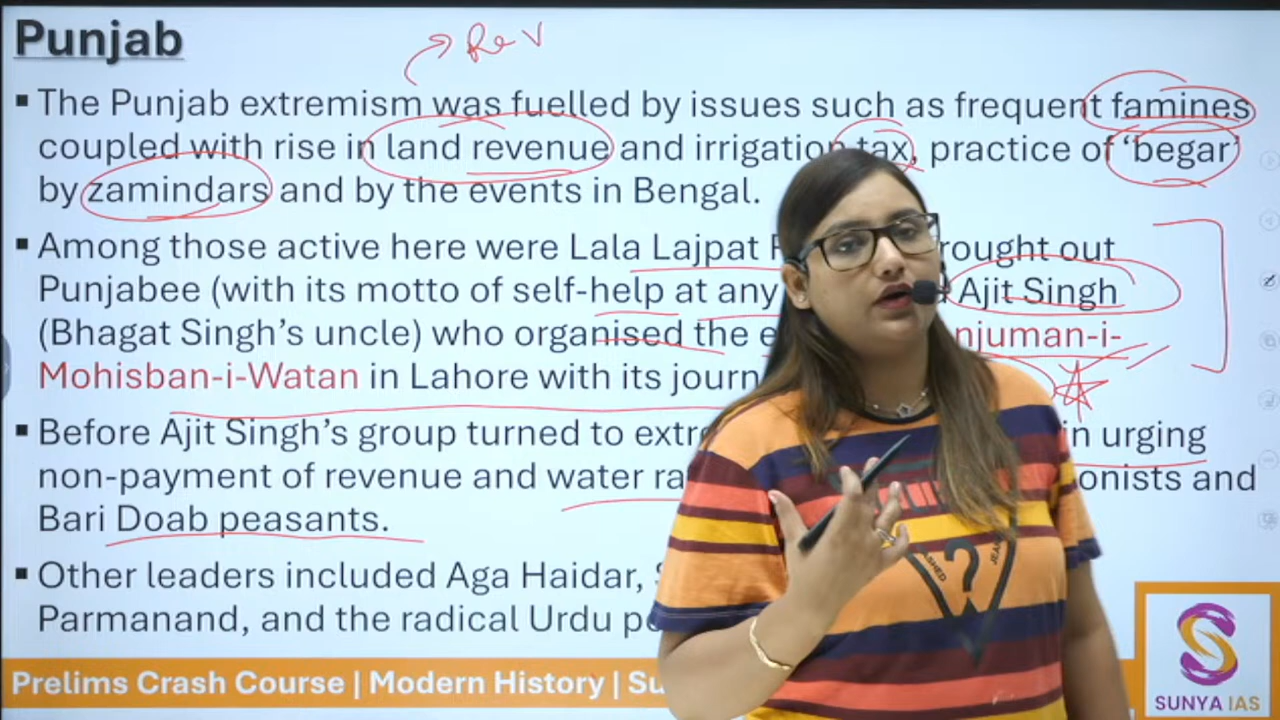 Punjab
Rev
▪ The Punjab extremism was fuelled by issues such as frequent famines
coupled with rise in land revenue and irrigation tax, practice of ‘begar’
by zamindars and by the events in Bengal.
▪ Among those active here were Lala Lajpat rought out
Punjabee (with its motto of self-help at any Ajit Singh
(Bhagat Singh’s uncle) who organised the njuman-i-
Mohisban-i-Watan in Lahore with its journ
▪ Before Ajit Singh’s group turned to extre in urging
non-payment of revenue and water ra onists and
Bari Doab peasants.
▪ Other leaders included Aga Haidar,
Parmanand, and the radical Urdu po
Prelims Crash Course | Modern History | Su
SUNYA IAS
?